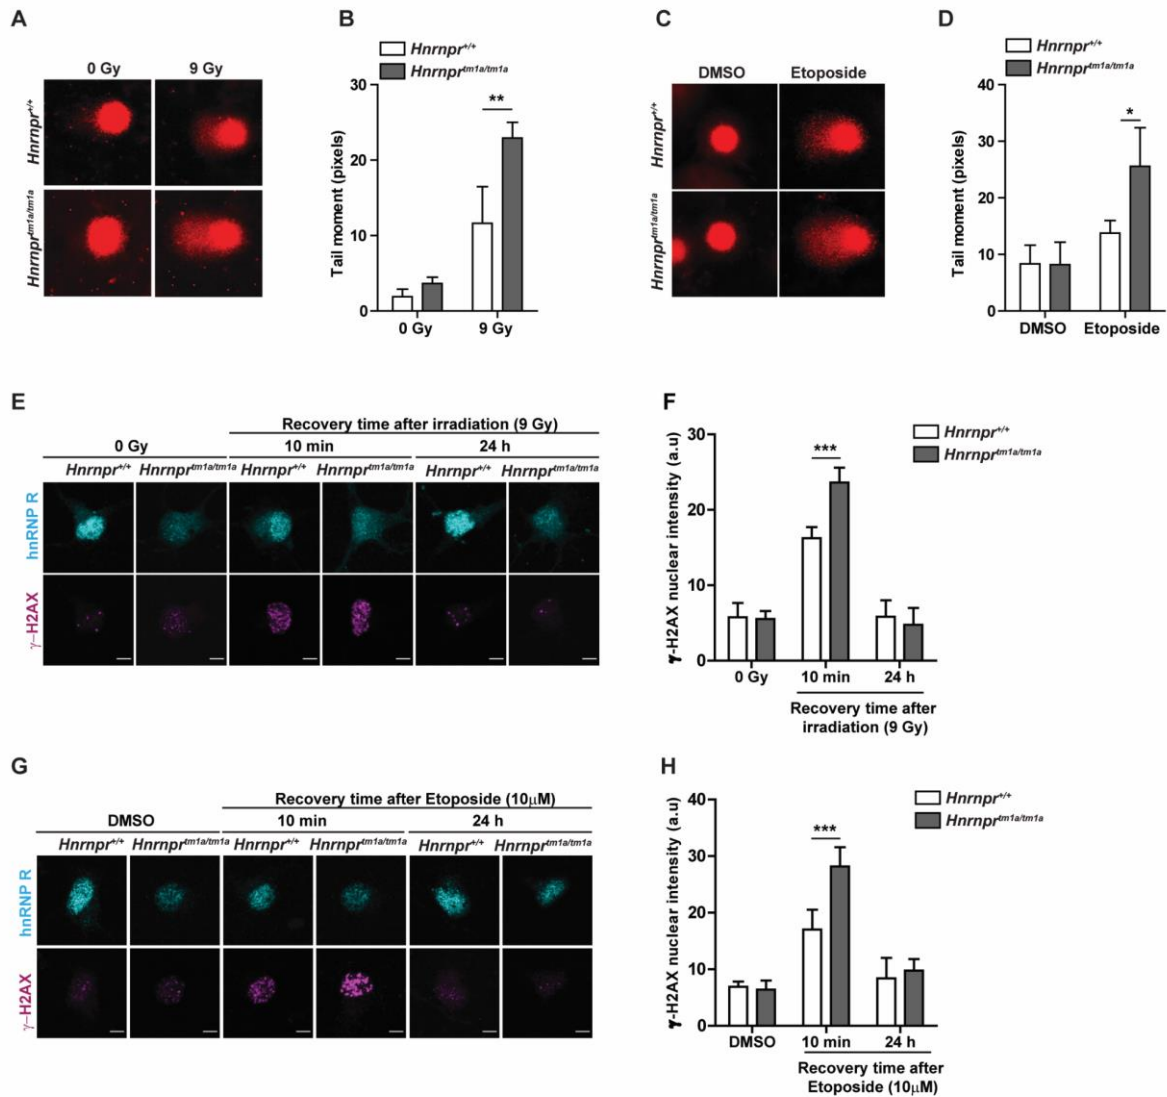 A
0 Gy
9 Gy
Hnrnpr+/+
Hnrnprtm1a/tm1a
B
Hnrnpr+/+
Hnrnprtm1a/tm1a
Tail moment (pixels)
30
20
10
0
**
0 Gy
9 Gy
C
DMSO
Etoposide
Hnrnpr+/+
Hnrnprtm1a/tm1a
D
Hnrnpr+/+
Hnrnprtm1a/tm1a
Tail moment (pixels)
40
30
20
10
0
*
DMSO
Etoposide
E
Recovery time after irradiation (9 Gy)
0 Gy
10 min
24 h
Hnrnpr+/+ Hnrnprtm1a/tm1a Hnrnpr+/+ Hnrnprtm1a/tm1a Hnrnpr+/+ Hnrnprtm1a/tm1a
hnRNP R
γ–H2AX
F
Hnrnpr+/+
Hnrnprtm1a/tm1a
γ-H2AX nuclear intensity (a.u)
30
20
10
0
***
0 Gy
10 min
24 h
Recovery time after
irradiation (9 Gy)
G
Recovery time after Etoposide (10μM)
DMSO
10 min
24 h
Hnrnpr+/+ Hnrnprtm1a/tm1a Hnrnpr+/+ Hnrnprtm1a/tm1a Hnrnpr+/+ Hnrnprtm1a/tm1a
hnRNP R
γ–H2AX
H
Hnrnpr+/+
Hnrnprtm1a/tm1a
γ-H2AX nuclear intensity (a.u)
40
30
20
10
0
***
DMSO
10 min
24 h
Recovery time after
Etoposide (10μM)